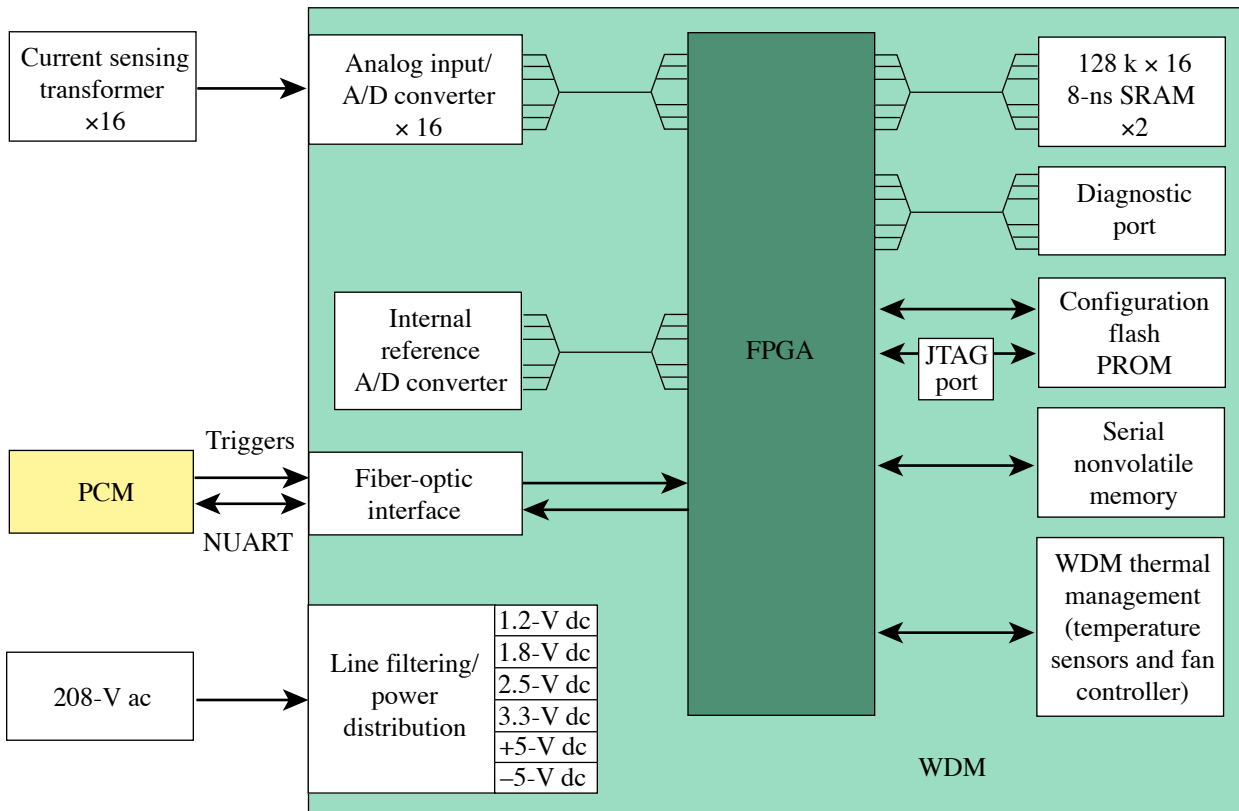 Current sensing
transformer
×16
Analog input/
A/D converter
× 16
128 k × 16
8-ns SRAM
×2
Diagnostic
port
Internal
reference
A/D converter
FPGA
Configuration
flash
PROM
JTAG
port
Triggers
PCM
NUART
Fiber-optic
interface
Serial
nonvolatile
memory
208-V ac
Line filtering/
power
distribution
1.2-V dc
1.8-V dc
2.5-V dc
3.3-V dc
+5-V dc
–5-V dc
WDM thermal
management
(temperature
sensors and fan
controller)
WDM